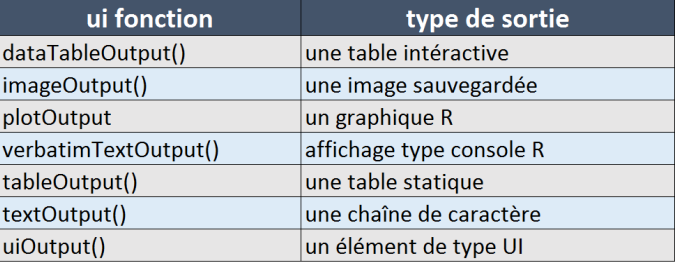 ui fonction type de sortie
dataTableOutput() une table intéractive
imageOutput() une image sauvegardée
plotOutput un graphique R
verbatimTextOutput() affichage type console R
tableOutput() une table statique
textOutput() une chaîne de caractère
uiOutput() un élément de type UI